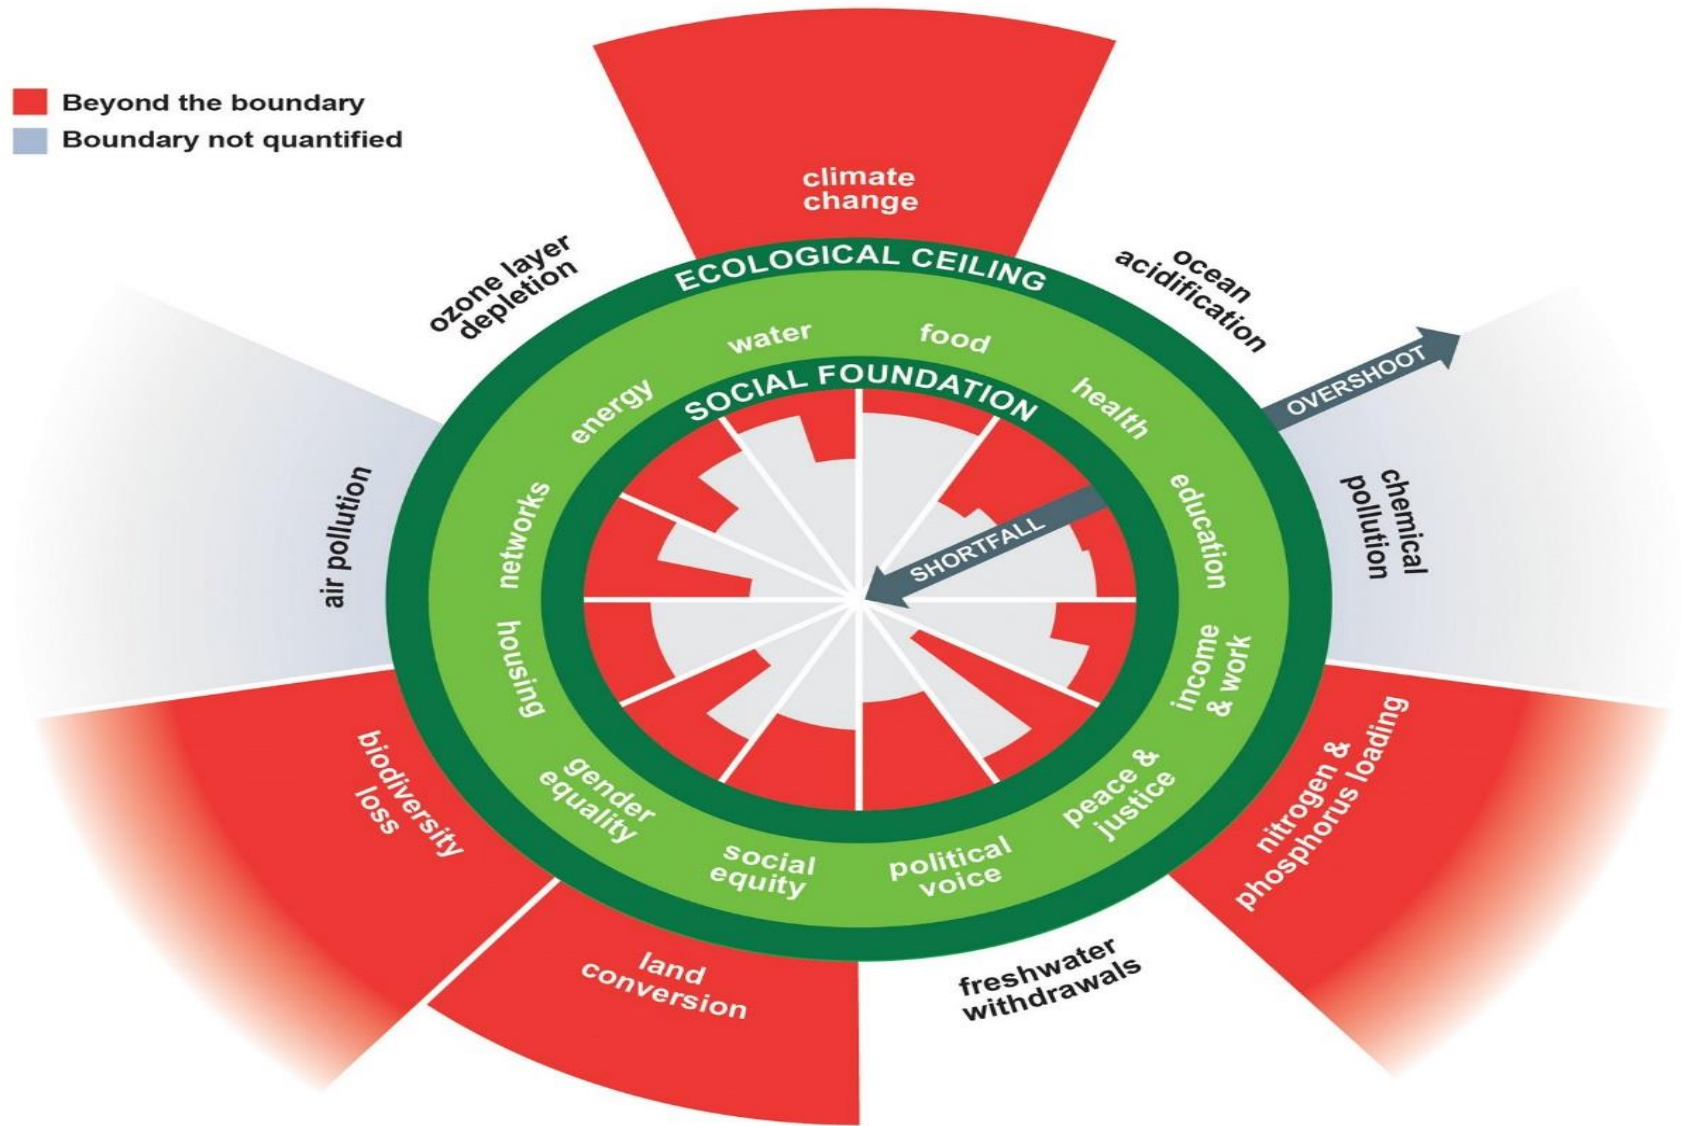 Beyond the boundary
Boundary not quantified
climate
change
ozone layer
depletion
ocean
acidification
ECOLOGICAL CEILING
water
food
OVERSHOOT
SOCIAL FOUNDATION
energy
health
air pollution
networks
education
chemical
pollution
SHORTFALL
housing
income
& work
biodiversity
loss
gender
equality
peace &
justice
nitrogen &
phosphorus loading
social
equity
political
voice
land
conversion
freshwater
withdrawals